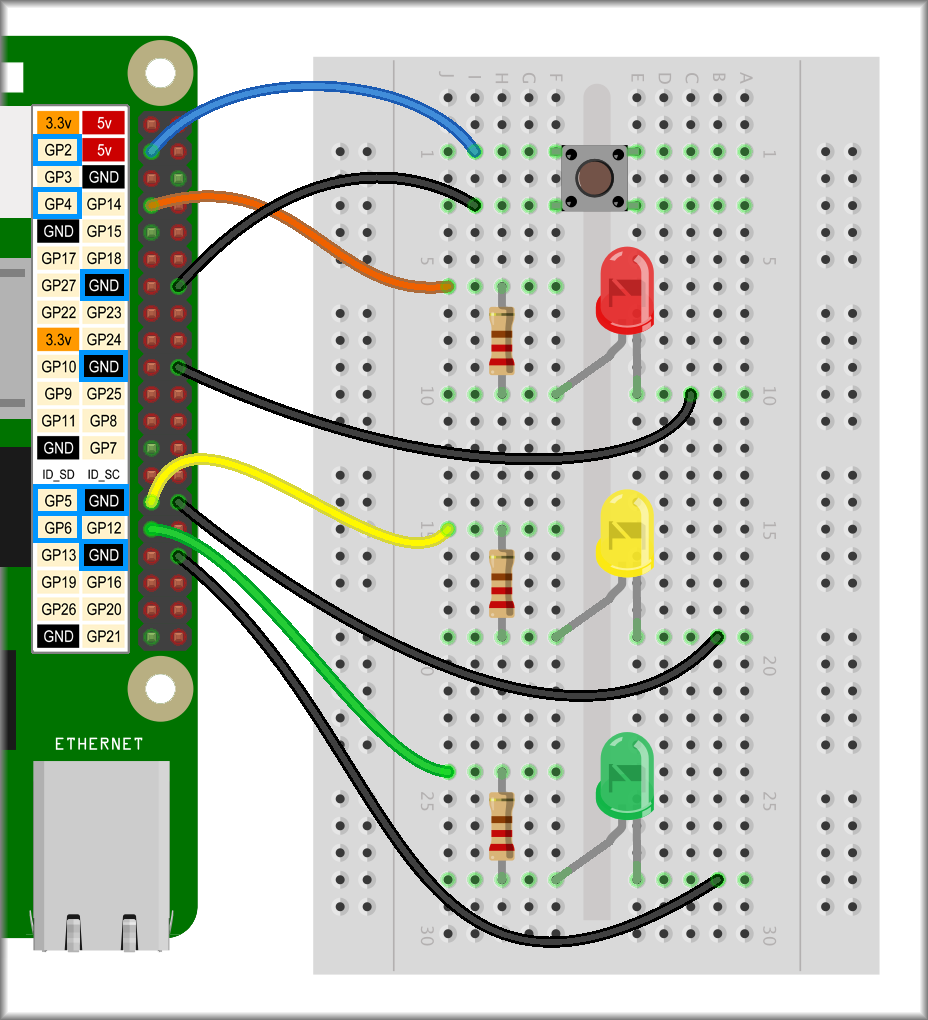 3.3v 5v
GP2 5v
GP3 GND
GP4 GP14
GND GP15
GP17 GP18
GP27 GND
GP22 GP23
3.3v GP24
GP10 GND
GP9 GP25
GP11 GP8
GND GP7
ID_SD ID_SC
GP5 GND
GP6 GP12
GP13 GND
GP19 GP16
GP26 GP20
GND GP21
ETHERNET
J I H G F E D C B A
1 1
5 5
10 10
15 15
20 20
25 25
30 30